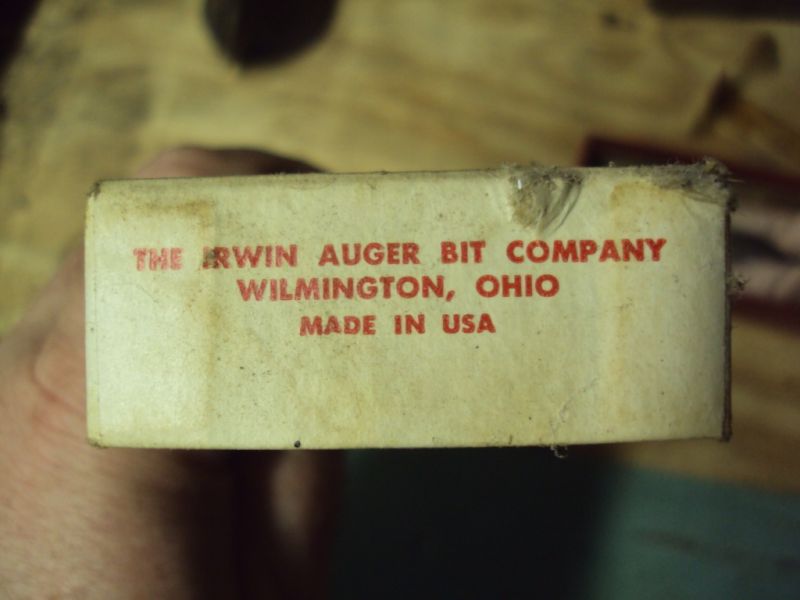 THE IRWIN AUGER BIT COMPANY
WILMINGTON, OHIO
MADE IN USA